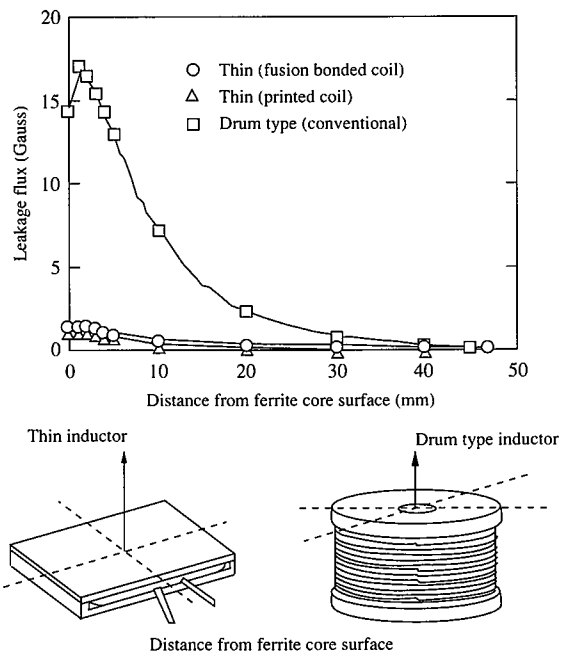 20
15
10
5
0
Leakage flux (Gauss)
Thin (fusion bonded coil)
Thin (printed coil)
Drum type (conventional)
0 10 20 30 40 50
Distance from ferrite core surface (mm)
Thin inductor
Drum type inductor
Distance from ferrite core surface